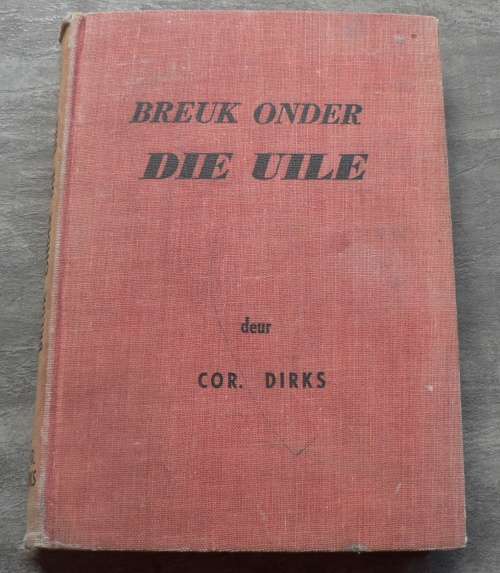 BREUK ONDER
DIE UILE
deur
COR. DIRKS